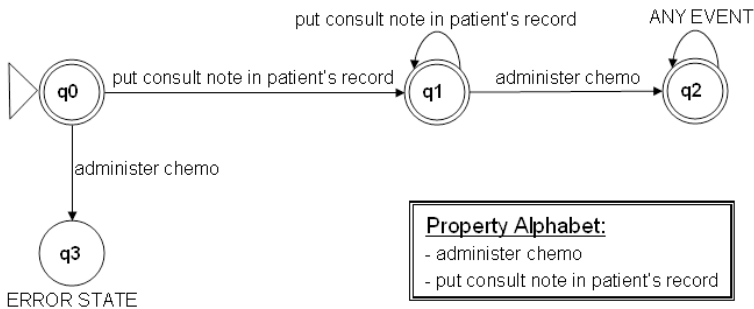 put consult note in patient's record
ANY EVENT
q0
put consult note in patient's record
q1
administer chemo
q2
administer chemo
q3
ERROR STATE
Property Alphabet:
- administer chemo
- put consult note in patient's record